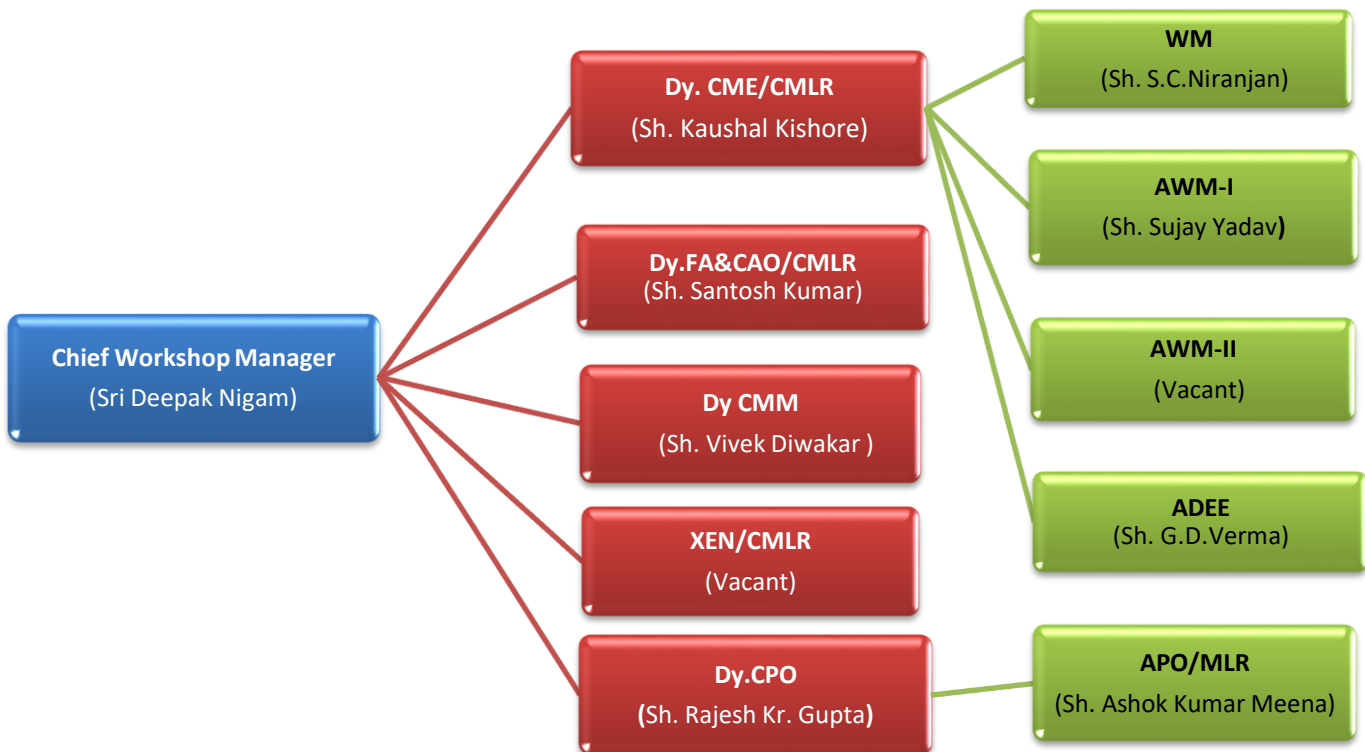 Chief Workshop Manager
(Sri Deepak Nigam)
Dy. CME/CMLR
(Sh. Kaushal Kishore)
Dy.FA&CAO/CMLR
(Sh. Santosh Kumar)
Dy CMM
(Sh. Vivek Diwakar )
XEN/CMLR
(Vacant)
Dy.CPO
(Sh. Rajesh Kr. Gupta)
WM
(Sh. S.C.Niranjan)
AWM-I
(Sh. Sujay Yadav)
AWM-II
(Vacant)
ADEE
(Sh. G.D.Verma)
APO/MLR
(Sh. Ashok Kumar Meena)